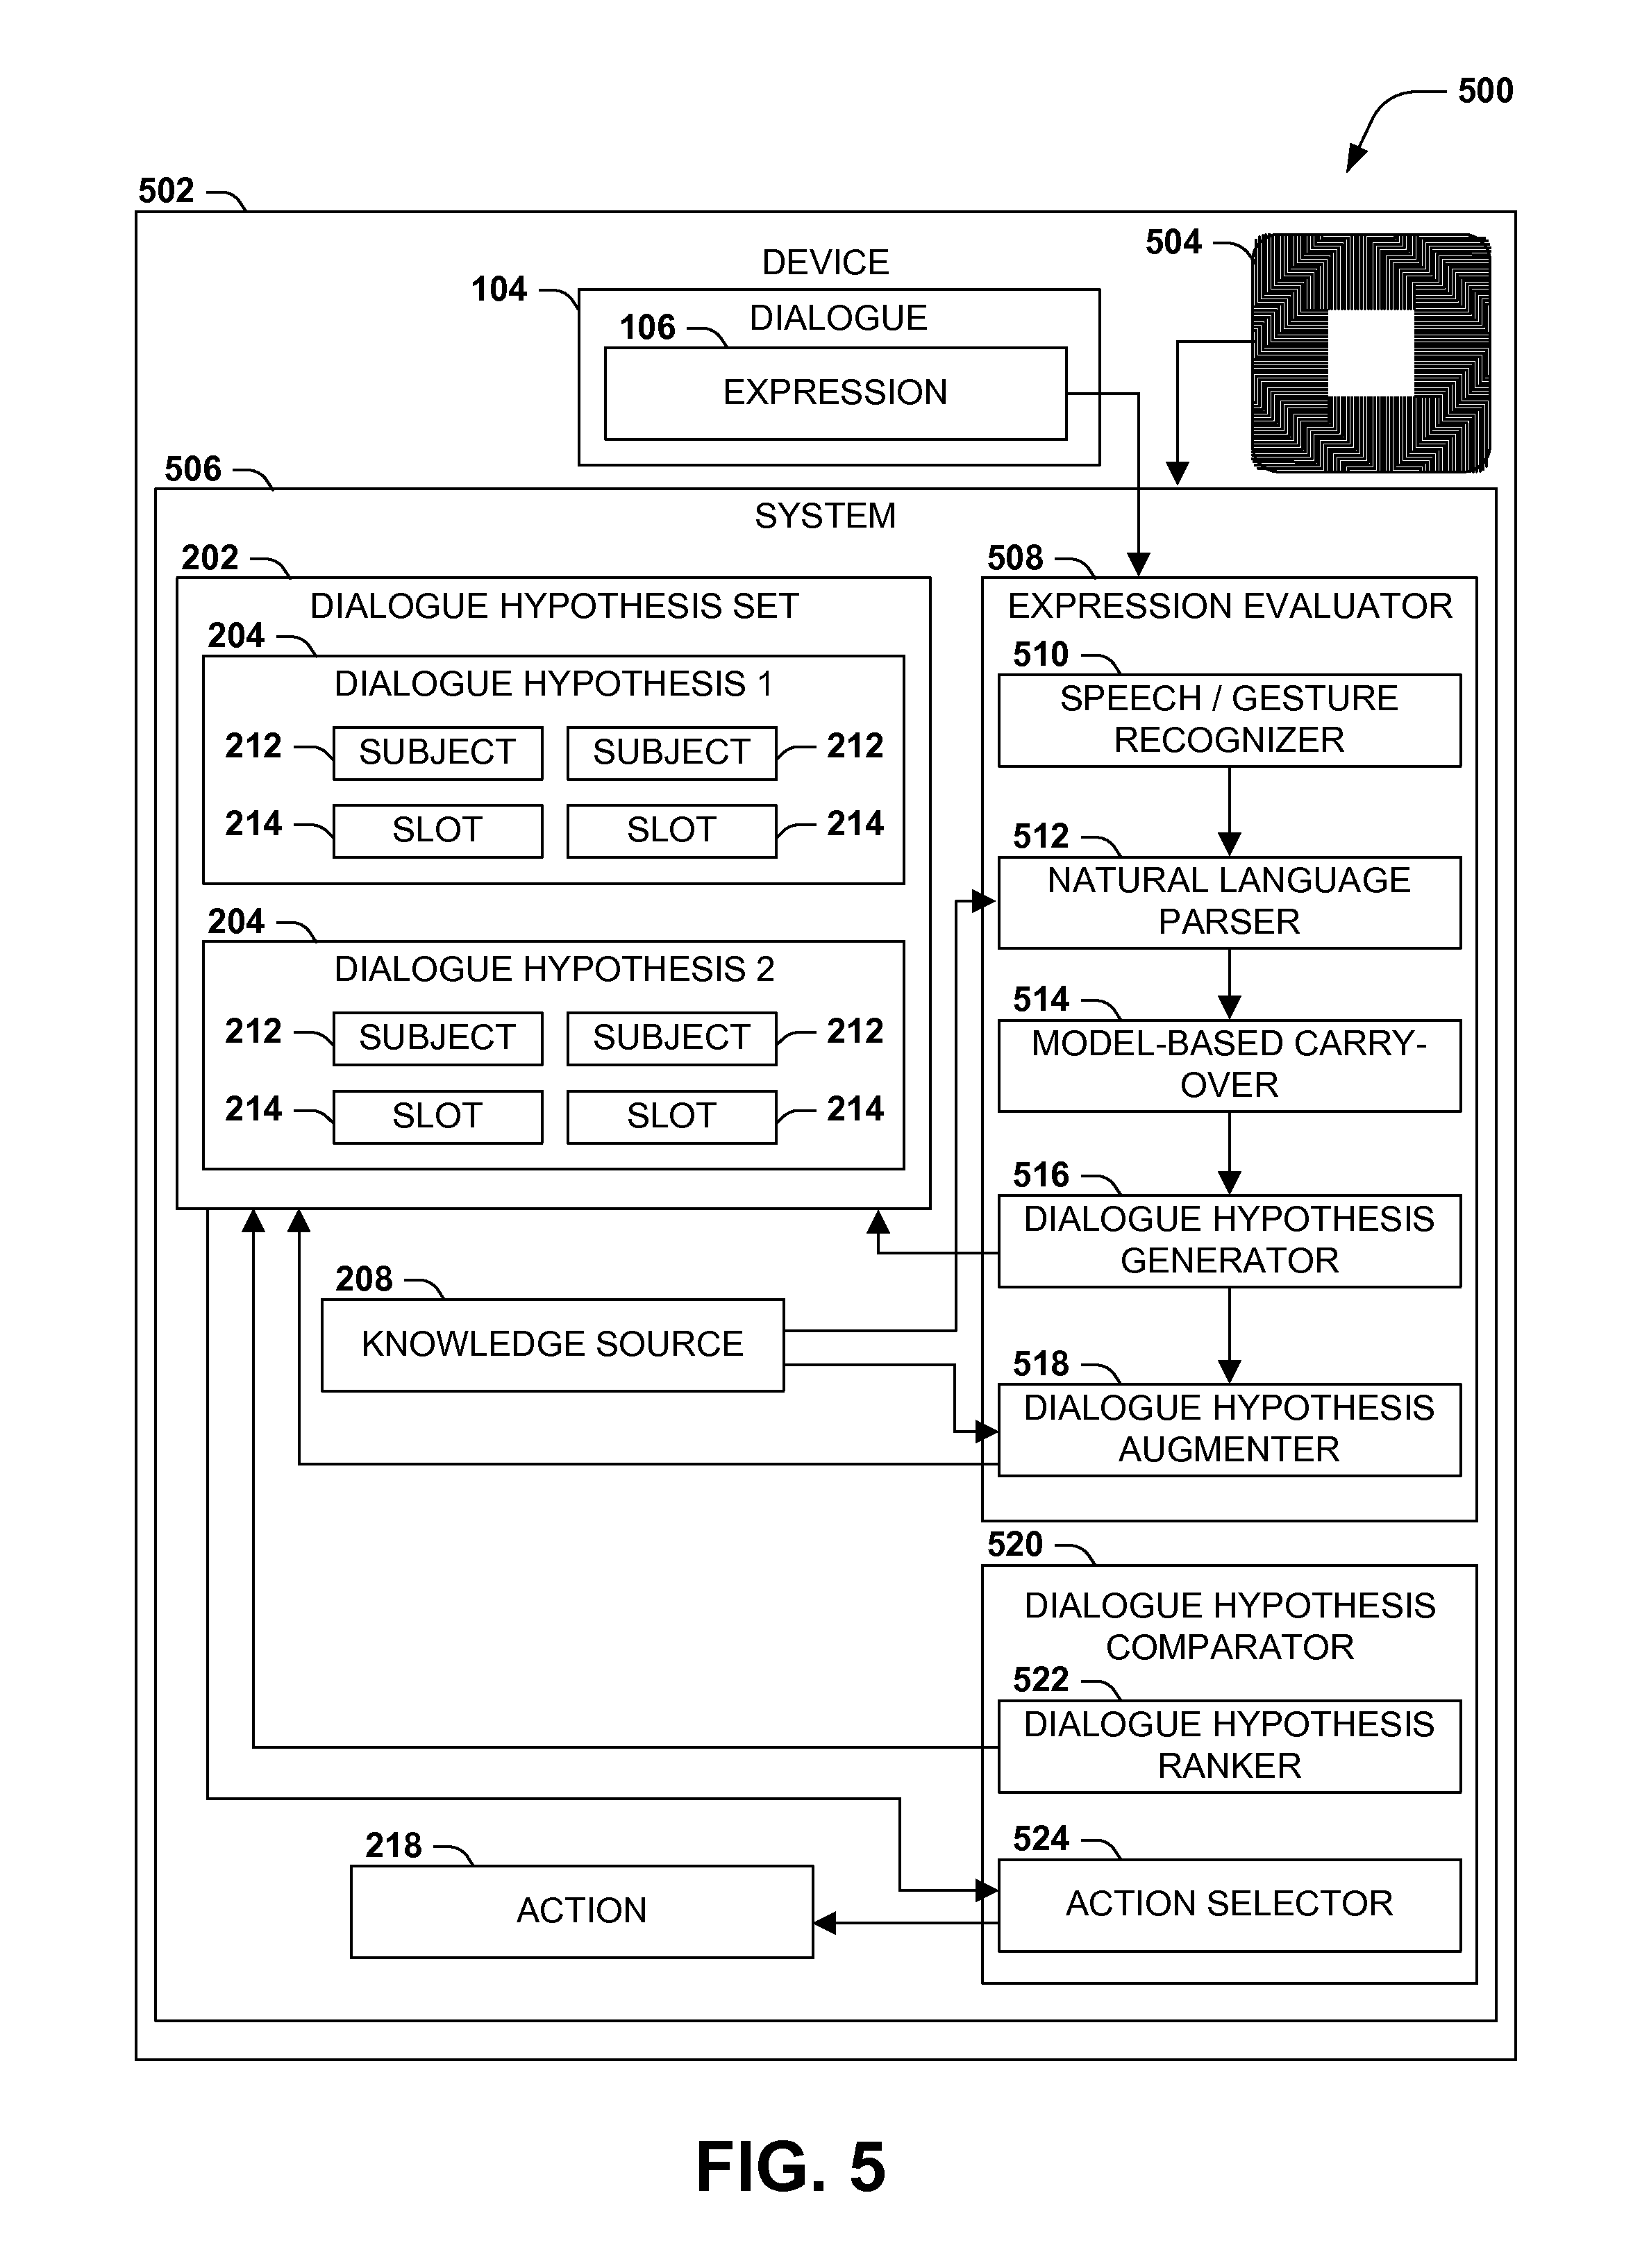 500
502
504
DEVICE
104
DIALOGUE
106
EXPRESSION
506
SYSTEM
202
DIALOGUE HYPOTHESIS SET
204
DIALOGUE HYPOTHESIS 1
212 SUBJECT SUBJECT 212
214 SLOT SLOT 214
204
DIALOGUE HYPOTHESIS 2
212 SUBJECT SUBJECT 212
214 SLOT SLOT 214
508
EXPRESSION EVALUATOR
510
SPEECH / GESTURE
RECOGNIZER
512
NATURAL LANGUAGE
PARSER
514
MODEL-BASED CARRY-
OVER
516
DIALOGUE HYPOTHESIS
GENERATOR
208
KNOWLEDGE SOURCE
518
DIALOGUE HYPOTHESIS
AUGMENTER
520
DIALOGUE HYPOTHESIS
COMPARATOR
522
DIALOGUE HYPOTHESIS
RANKER
524
ACTION SELECTOR
218
ACTION
FIG. 5